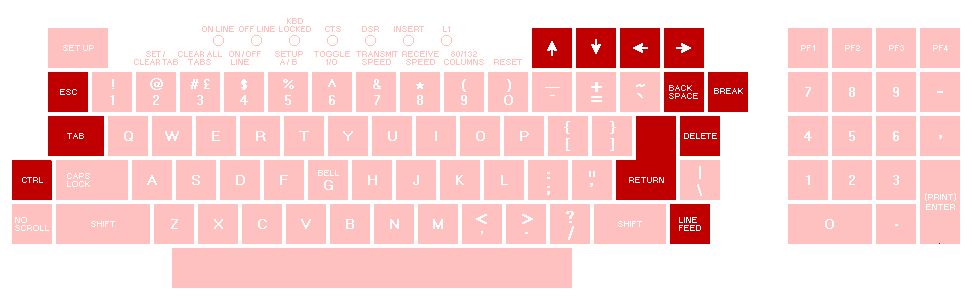 KBD
ON LINE OFF LINE LOCKED CTS DSR INSERT L1
SET UP
SET / CLEAR ALL ON / OFF SETUP TOGGLE TRANSMIT RECEIVE 80/132
CLEAR TAB TABS LINE A / B I/O SPEED SPEED COLUMNS RESET
↑ ↓ ← →
PF1 PF2 PF3 PF4
! @ # £ $ % ^ & * ( ) — + ~
ESC 1 2 3 4 5 6 7 8 9 0 - = ` BACK SPACE BREAK
7 8 9 -
TAB Q W E R T Y U I O P { [ } ] DELETE
4 5 6 ,
CTRL CAPS LOCK A S D F BELL G H J K L : ; " ' RETURN | \
1 2 3 (PRINT) ENTER
NO SCROLL SHIFT Z X C V B N M < , > . ? / SHIFT LINE FEED
0 .